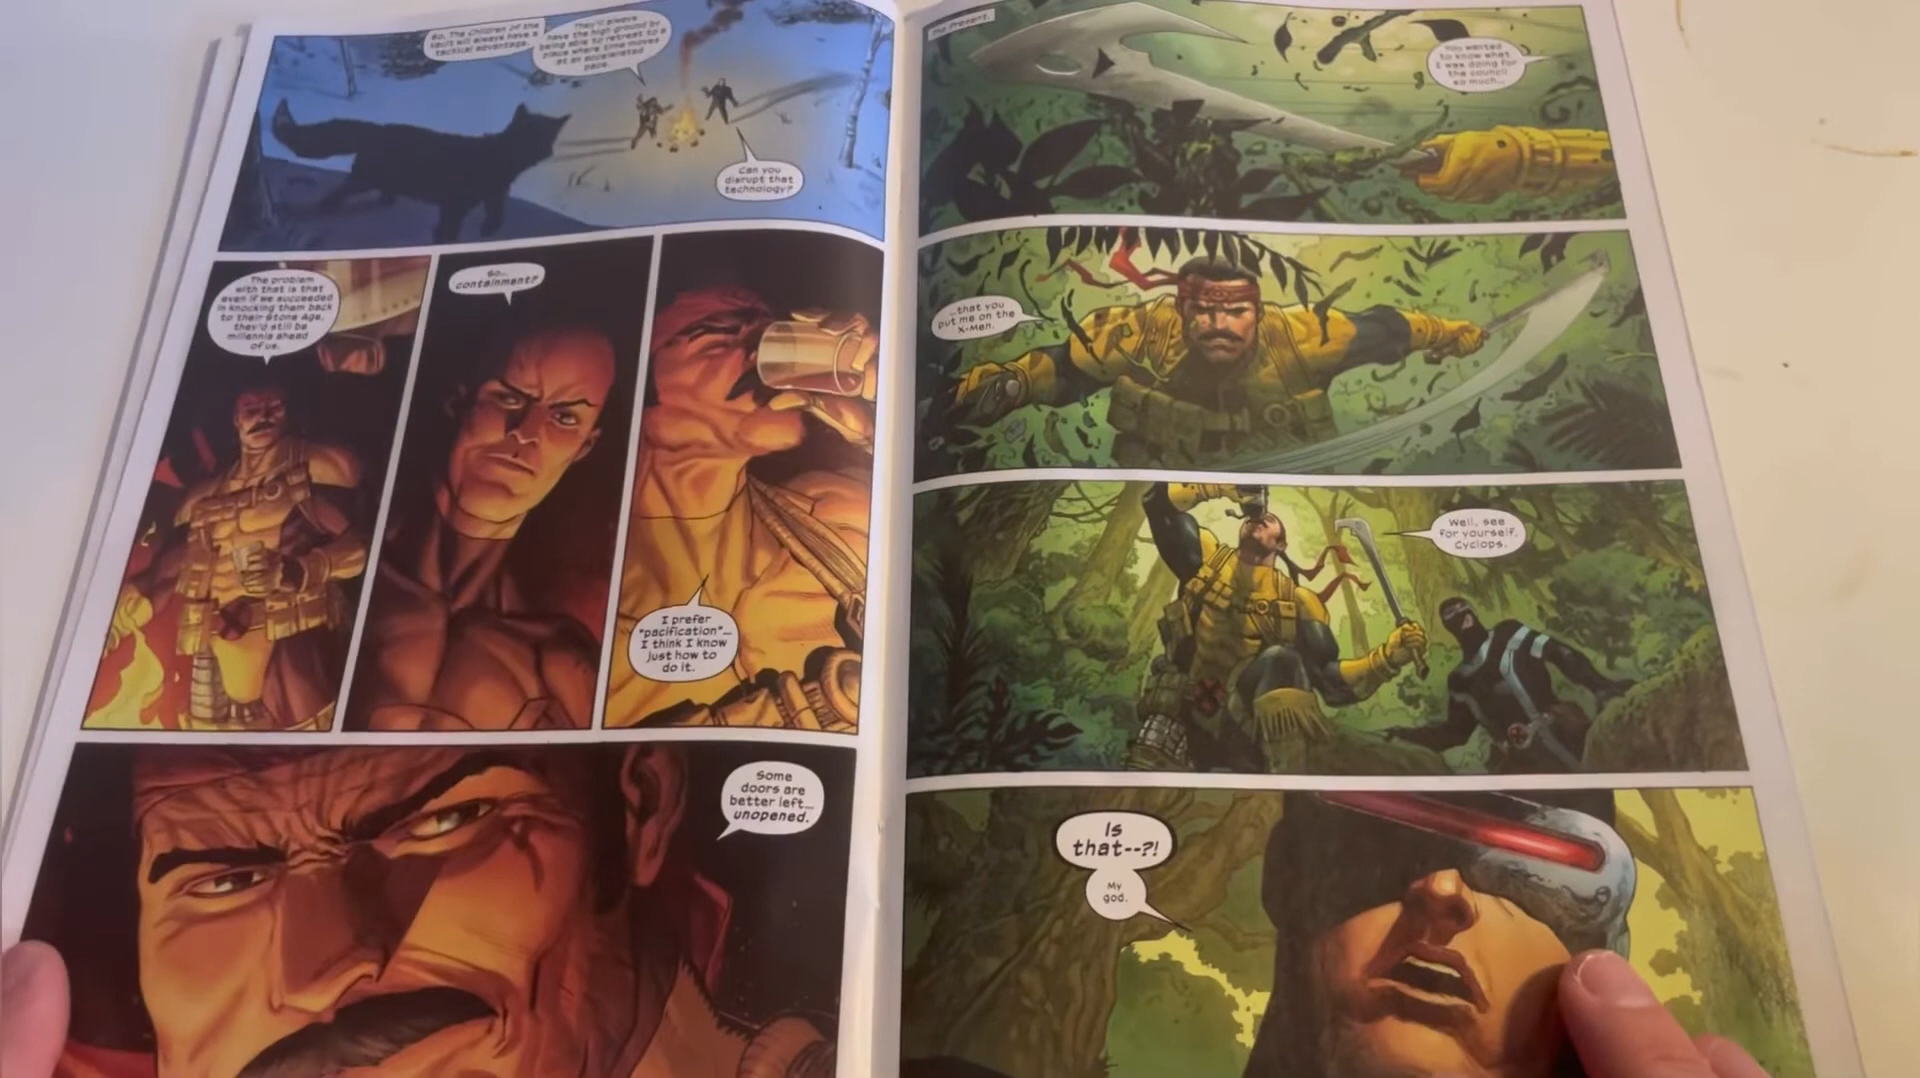 So, The Children of the
Vault will always have a
tactical advantage.
They'll always
have the high ground by
being able to retreat to a
place where time moves
at an accelerated
pace.
Can you
disrupt that
technology?
The problem
with that is that
even if we succeeded
in knocking them back
to their Stone Age,
they'd still be
millennia ahead
of us.
So...
containment?
I prefer
"pacification"...
I think I know
just how to
do it.
Some
doors are
better left...
unopened.
The Present.
You wanted
to know what
I was doing for
the council
so much...
...that you
put me on the
X-Men.
Well, see
for yourself,
Cyclops.
Is
that--?!
My
god.